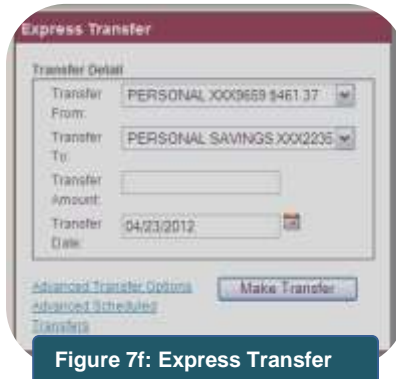 Express Transfer
Transfer Detail
Transfer From: PERSONAL XXX9659 $461.37
Transfer To: PERSONAL SAVINGS XXX2235
Transfer Amount:
Transfer Date: 04/23/2012
Advanced Transfer Options
Make Transfer
Advanced Scheduled
Transfers
Figure 7f: Express Transfer